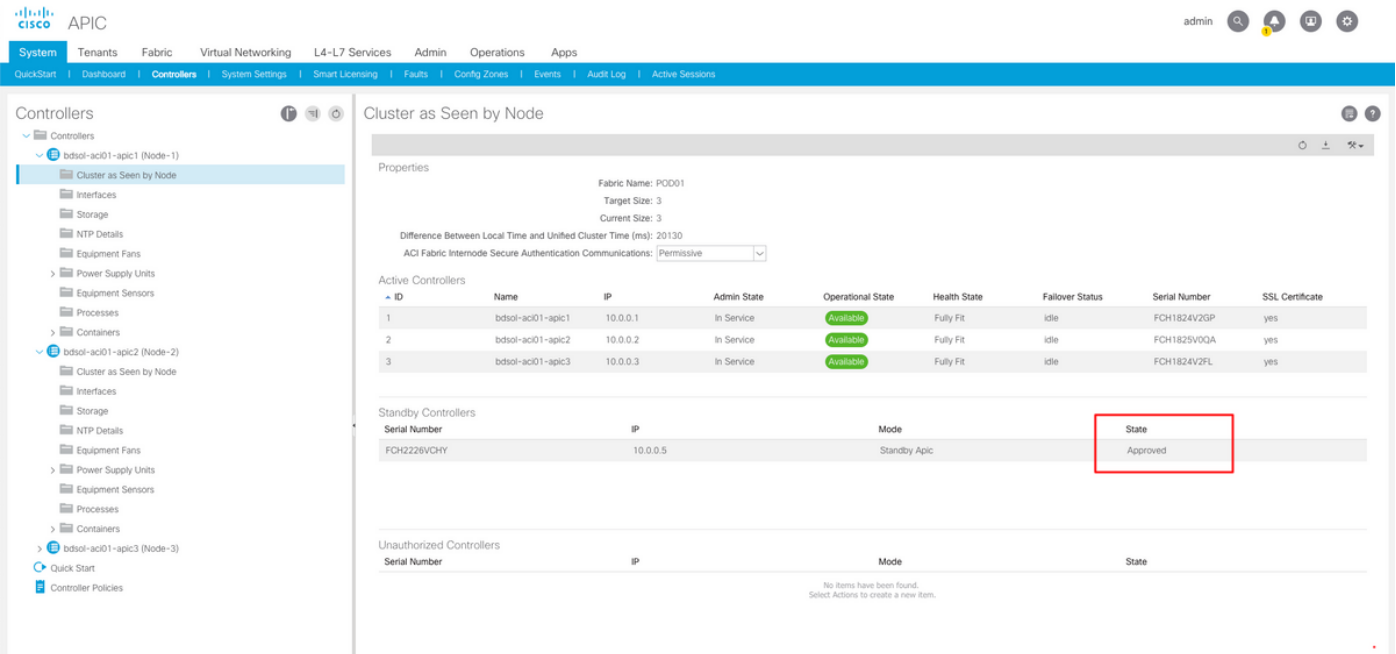 cisco APIC
admin
1
System Tenants Fabric Virtual Networking L4-L7 Services Admin Operations Apps
QuickStart | Dashboard | Controllers | System Settings | Smart Licensing | Faults | Config Zones | Events | Audit Log | Active Sessions
Controllers
Controllers
bdsol-aci01-apic1 (Node-1)
Cluster as Seen by Node
Interfaces
Storage
NTP Details
Equipment Fans
Power Supply Units
Equipment Sensors
Processes
Containers
bdsol-aci01-apic2 (Node-2)
Cluster as Seen by Node
Interfaces
Storage
NTP Details
Equipment Fans
Power Supply Units
Equipment Sensors
Processes
Containers
bdsol-aci01-apic3 (Node-3)
Quick Start
Controller Policies
Cluster as Seen by Node
Properties
Fabric Name: POD01
Target Size: 3
Current Size: 3
Difference Between Local Time and Unified Cluster Time (ms): 20130
ACI Fabric Internode Secure Authentication Communications: Permissive
Active Controllers
ID Name IP Admin State Operational State Health State Failover Status Serial Number SSL Certificate
1 bdsol-aci01-apic1 10.0.0.1 In Service Available Fully Fit idle FCH1824V2GP yes
2 bdsol-aci01-apic2 10.0.0.2 In Service Available Fully Fit idle FCH1825V0QA yes
3 bdsol-aci01-apic3 10.0.0.3 In Service Available Fully Fit idle FCH1824V2FL yes
Standby Controllers
Serial Number IP Mode State
FCH2226VCHY 10.0.0.5 Standby Apic Approved
Unauthorized Controllers
Serial Number IP Mode State
No items have been found.
Select Actions to create a new item.